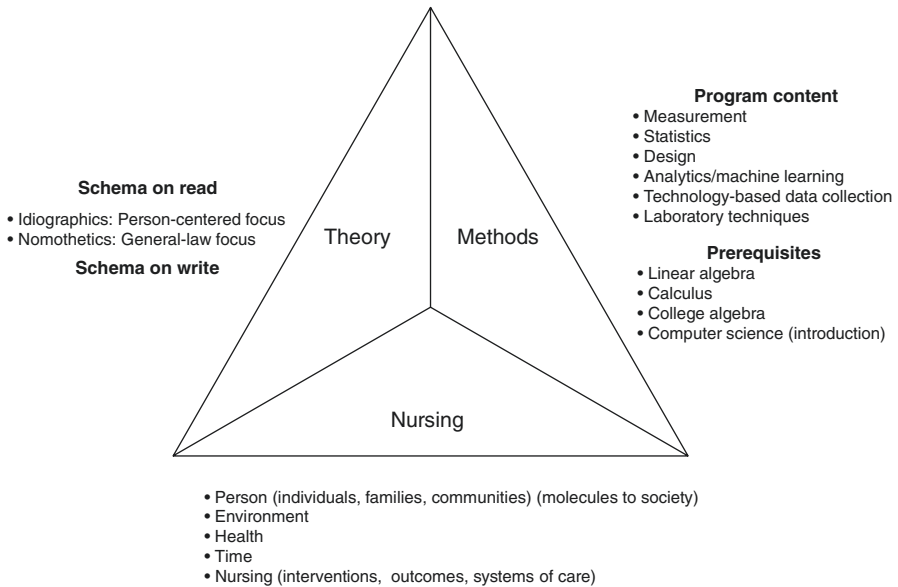 Program content
• Measurement
• Statistics
• Design
• Analytics/machine learning
• Technology-based data collection
• Laboratory techniques
Prerequisites
• Linear algebra
• Calculus
• College algebra
• Computer science (introduction)
Schema on read
• Idiographics: Person-centered focus
• Nomothetics: General-law focus
Schema on write
Theory
Methods
Nursing
• Person (individuals, families, communities) (molecules to society)
• Environment
• Health
• Time
• Nursing (interventions, outcomes, systems of care)